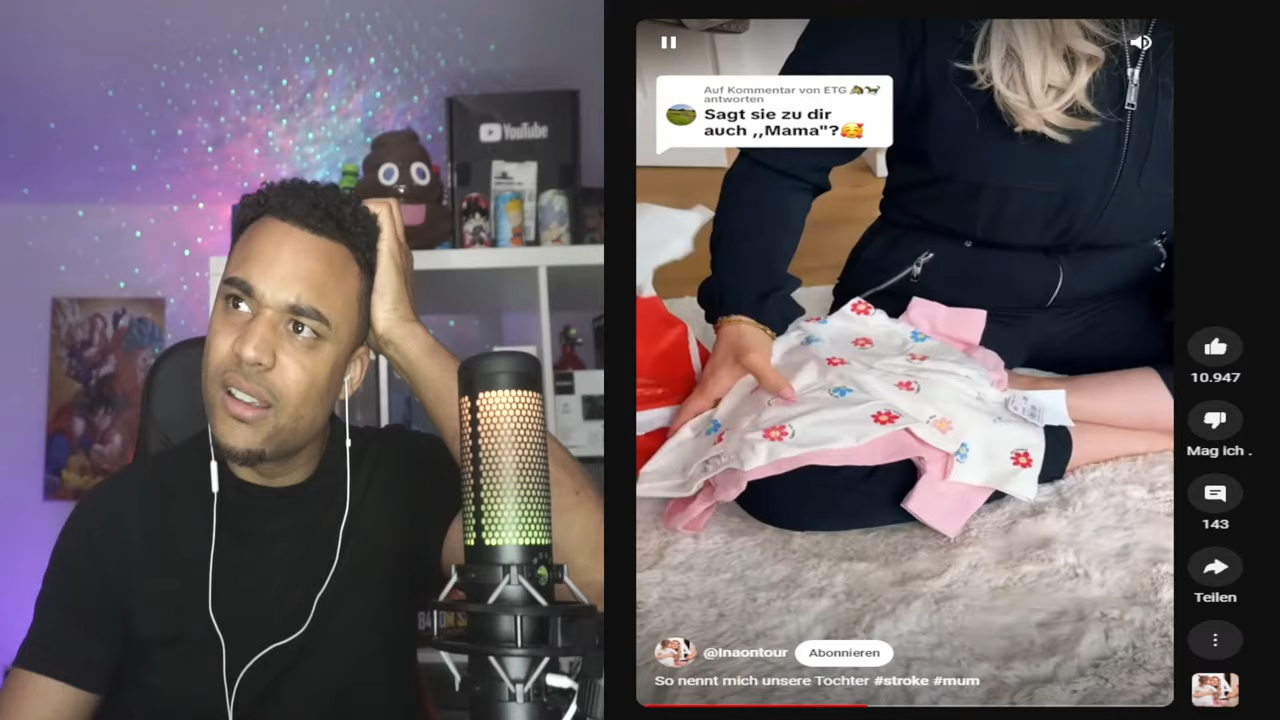 YouTube
Auf Kommentar von ETG
antworten
Sagt sie zu dir
auch ,,Mama"?
10.947
Mag ich .
143
Teilen
@Inaontour
Abonnieren
So nennt mich unsere Tochter #stroke #mum